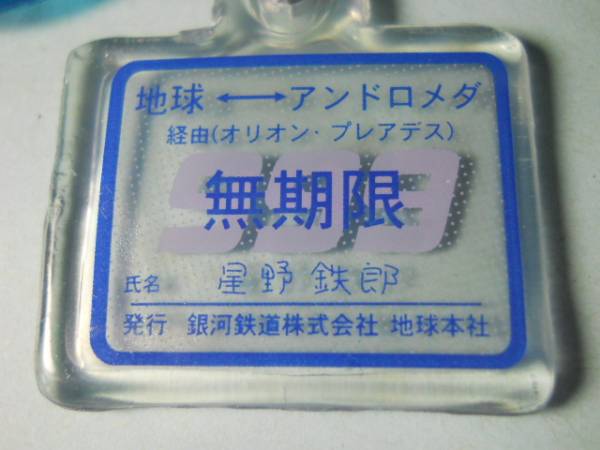 地球 ←→ アンドロメダ
経由(オリオン・プレアデス)
999
無期限
氏名 星野鉄郎
発行 銀河鉄道株式会社 地球本社